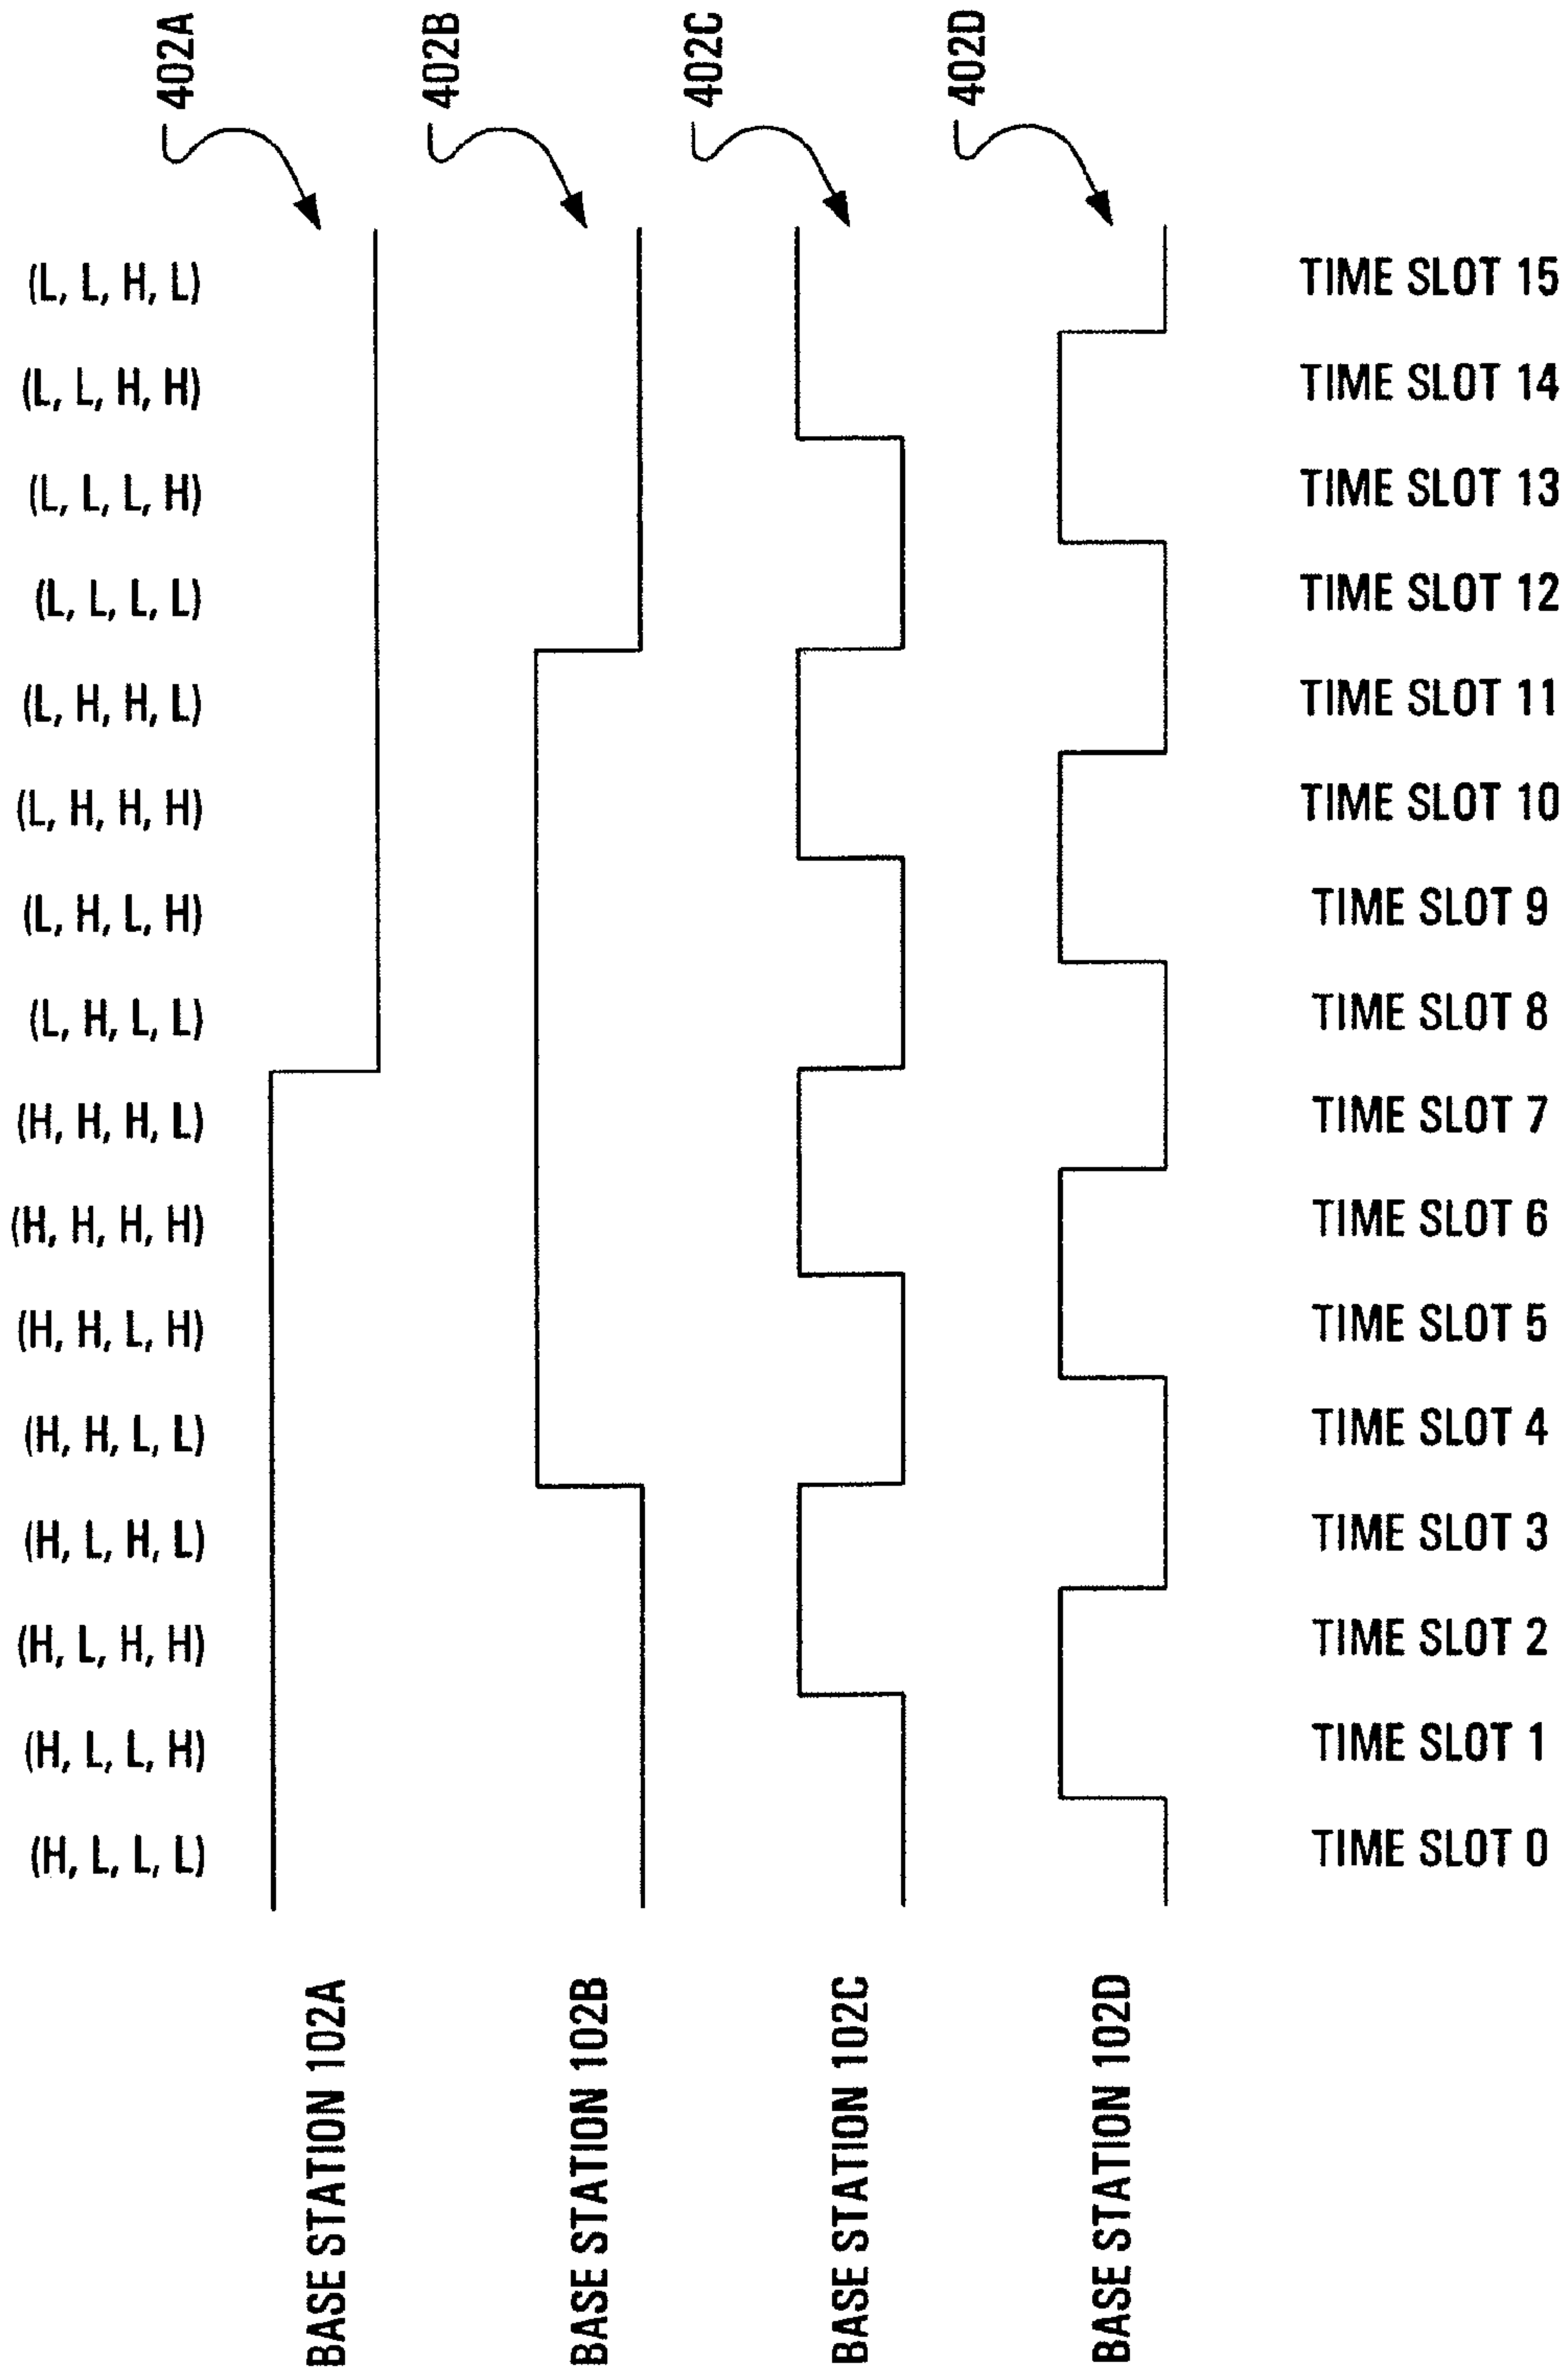 402A
402B
402C
402D
(L, L, H, L)
TIME SLOT 15
(L, L, H, H)
TIME SLOT 14
(L, L, L, H)
TIME SLOT 13
(L, L, L, L)
TIME SLOT 12
(L, H, H, L)
TIME SLOT 11
(L, H, H, H)
TIME SLOT 10
(L, H, L, H)
TIME SLOT 9
(L, H, L, L)
TIME SLOT 8
(H, H, H, L)
TIME SLOT 7
(H, H, H, H)
TIME SLOT 6
(H, H, L, H)
TIME SLOT 5
(H, H, L, L)
TIME SLOT 4
(H, L, H, L)
TIME SLOT 3
(H, L, H, H)
TIME SLOT 2
(H, L, L, H)
TIME SLOT 1
(H, L, L, L)
TIME SLOT 0
BASE STATION 102A
BASE STATION 102B
BASE STATION 102C
BASE STATION 102D